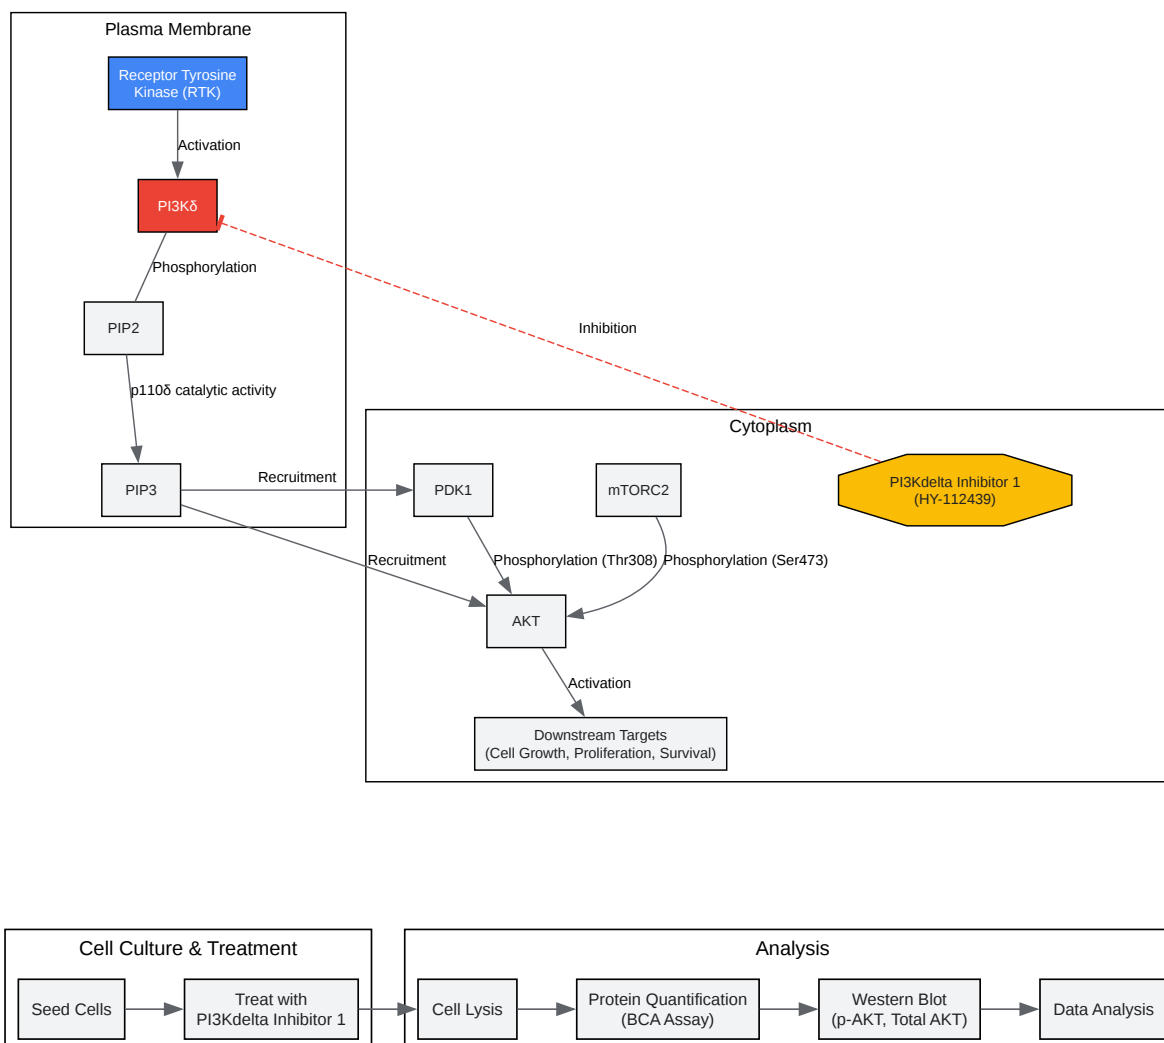 Plasma Membrane
Receptor Tyrosine
Kinase (RTK)
Activation
PI3Kδ
Phosphorylation
PIP2
Inhibition
p110δ catalytic activity
Cytoplasm
PIP3
Recruitment
PDK1
mTORC2
PI3Kdelta Inhibitor 1
(HY-112439)
Recruitment
Phosphorylation (Thr308)
Phosphorylation (Ser473)
AKT
Activation
Downstream Targets
(Cell Growth, Proliferation, Survival)
Cell Culture & Treatment
Seed Cells
Treat with
PI3Kdelta Inhibitor 1
Analysis
Cell Lysis
Protein Quantification
(BCA Assay)
Western Blot
(p-AKT, Total AKT)
Data Analysis